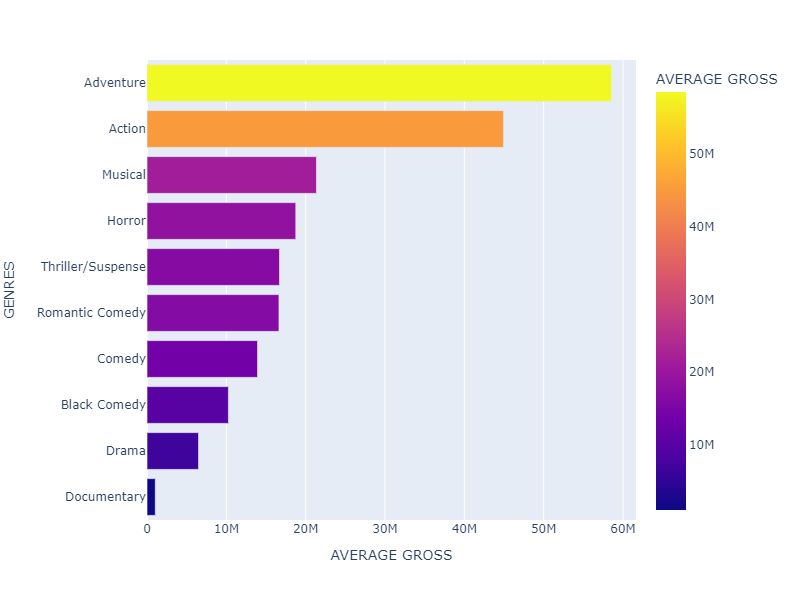 AVERAGE GROSS
Adventure
Action
Musical
Horror
Thriller/Suspense
Romantic Comedy
Comedy
Black Comedy
Drama
Documentary
GENRES
50M
40M
30M
20M
10M
0 10M 20M 30M 40M 50M 60M
AVERAGE GROSS